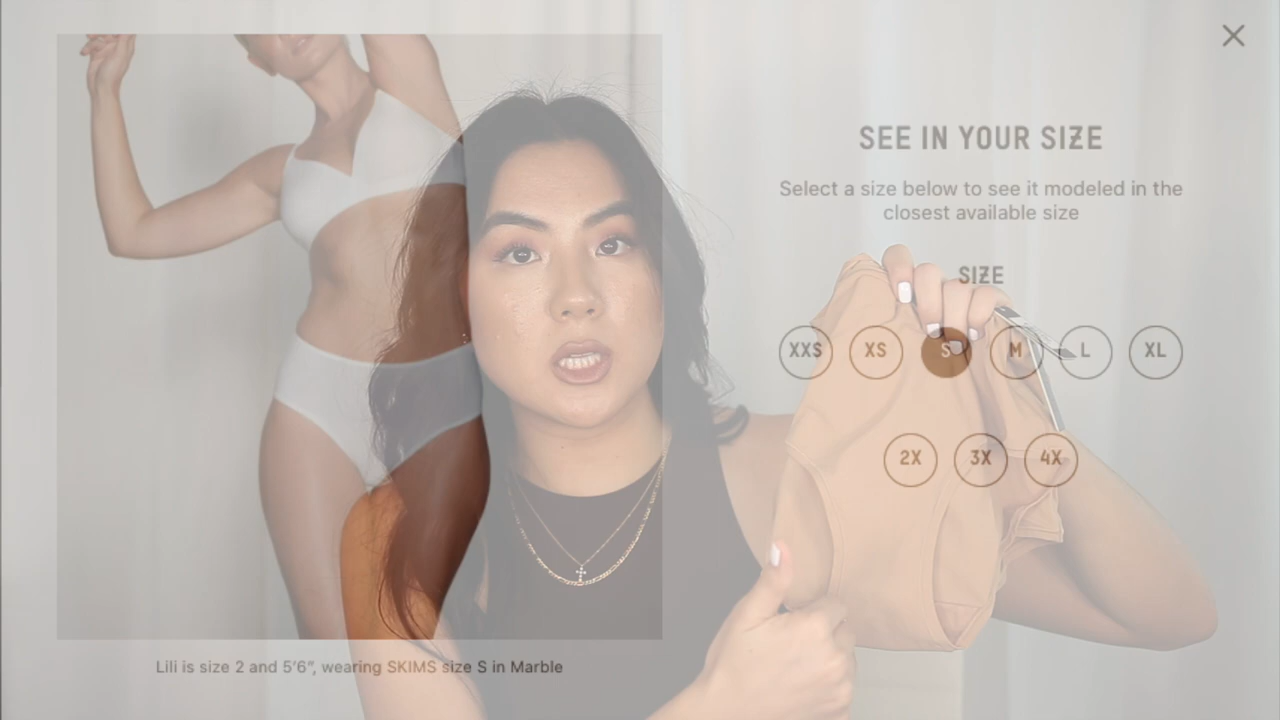 SEE IN YOUR SIZE
Select a size below to see it modeled in the
closest available size
SIZE
XXS XS S M L XL
2X 3X 4X
Lili is size 2 and 5'6", wearing SKIMS size S in Marble